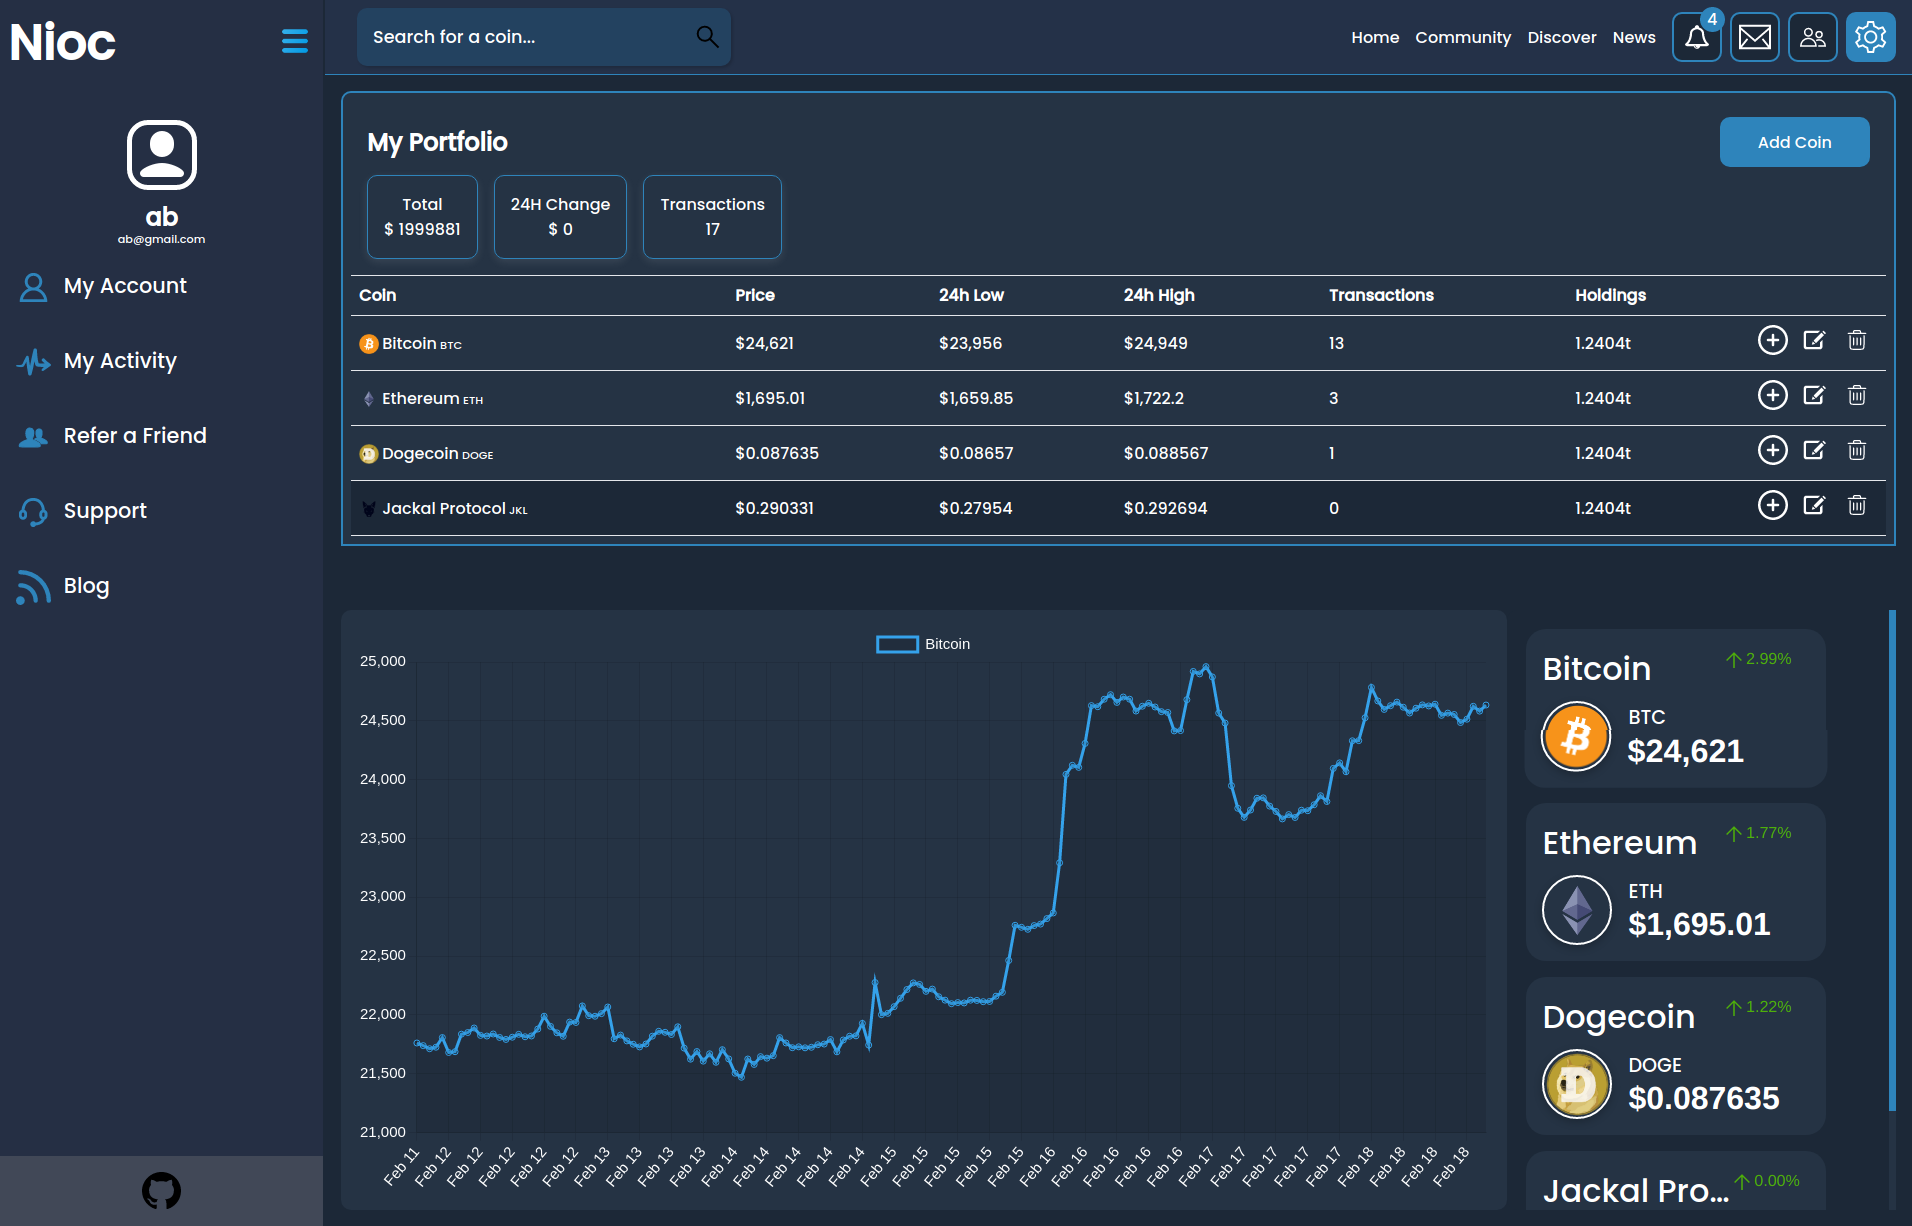 Nioc
Search for a coin...
Home Community Discover News
4
ab
ab@gmail.com
My Account
My Activity
Refer a Friend
Support
Blog
My Portfolio
Add Coin
Total
$ 1999881
24H Change
$ 0
Transactions
17
Coin Price 24h Low 24h High Transactions Holdings
Bitcoin BTC $24,621 $23,956 $24,949 13 1.2404t
Ethereum ETH $1,695.01 $1,659.85 $1,722.2 3 1.2404t
Dogecoin DOGE $0.087635 $0.08657 $0.088567 1 1.2404t
Jackal Protocol JKL $0.290331 $0.27954 $0.292694 0 1.2404t
Bitcoin
25,000
24,500
24,000
23,500
23,000
22,500
22,000
21,500
21,000
Feb 11 Feb 12 Feb 12 Feb 12 Feb 12 Feb 12 Feb 13 Feb 13 Feb 13 Feb 13 Feb 14 Feb 14 Feb 14 Feb 14 Feb 14 Feb 15 Feb 15 Feb 15 Feb 15 Feb 15 Feb 16 Feb 16 Feb 16 Feb 16 Feb 16 Feb 17 Feb 17 Feb 17 Feb 17 Feb 17 Feb 18 Feb 18 Feb 18 Feb 18
Bitcoin
2.99%
BTC
$24,621
Ethereum
1.77%
ETH
$1,695.01
Dogecoin
1.22%
DOGE
$0.087635
Jackal Pro...
0.00%